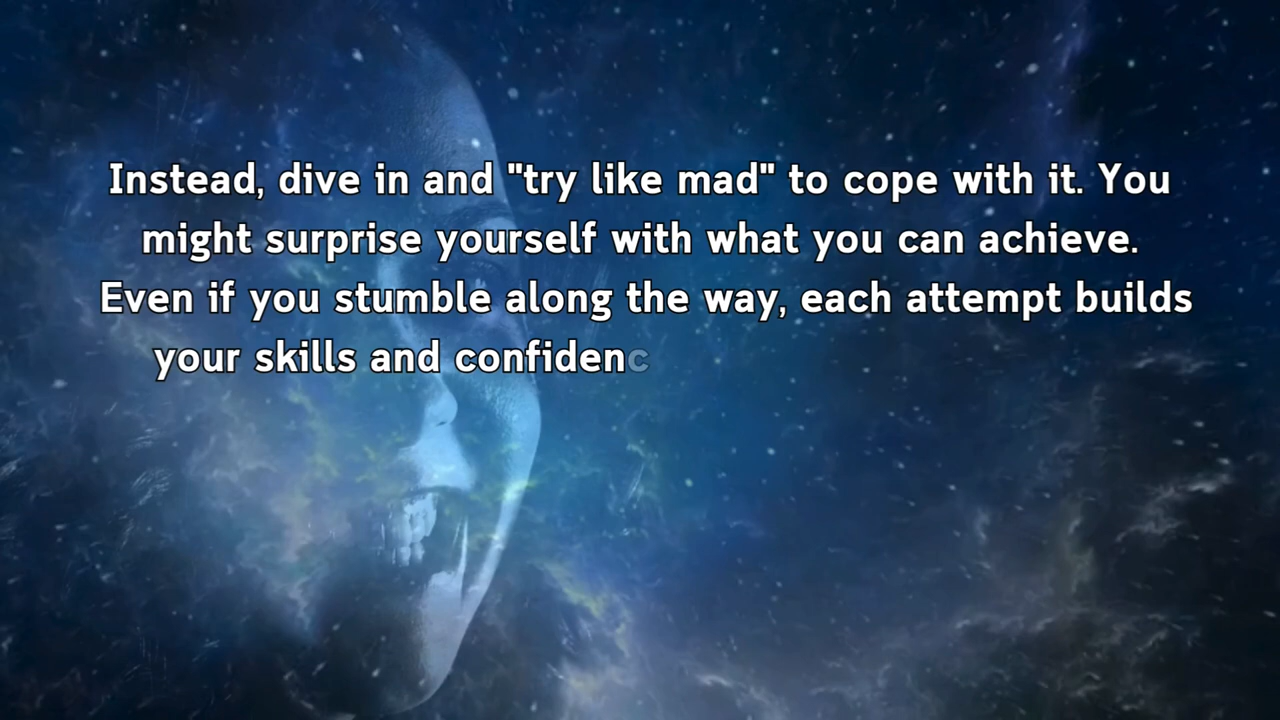 Instead, dive in and "try like mad" to cope with it. You
might surprise yourself with what you can achieve.
Even if you stumble along the way, each attempt builds
your skills and confidenc